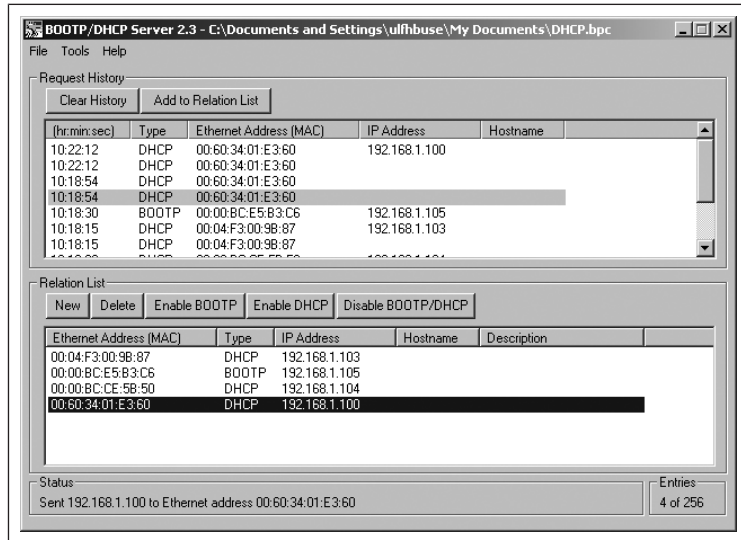 BOOTP/DHCP Server 2.3 - C:\Documents and Settings\ulfhbuse\My Documents\DHCP.bpc
File Tools Help
Request History
Clear History Add to Relation List
(hr:min:sec) Type Ethernet Address (MAC) IP Address Hostname
10:22:12 DHCP 00:60:34:01:E3:60 192.168.1.100
10:22:12 DHCP 00:60:34:01:E3:60
10:18:54 DHCP 00:60:34:01:E3:60
10:18:54 DHCP 00:60:34:01:E3:60
10:18:30 BOOTP 00:00:BC:E5:B3:C6 192.168.1.105
10:18:15 DHCP 00:04:F3:00:9B:87 192.168.1.103
10:18:15 DHCP 00:04:F3:00:9B:87
Relation List
New Delete Enable BOOTP Enable DHCP Disable BOOTP/DHCP
Ethernet Address (MAC) Type IP Address Hostname Description
00:04:F3:00:9B:87 DHCP 192.168.1.103
00:00:BC:E5:B3:C6 BOOTP 192.168.1.105
00:00:BC:CE:5B:50 DHCP 192.168.1.104
00:60:34:01:E3:60 DHCP 192.168.1.100
Status
Sent 192.168.1.100 to Ethernet address 00:60:34:01:E3:60
Entries
4 of 256